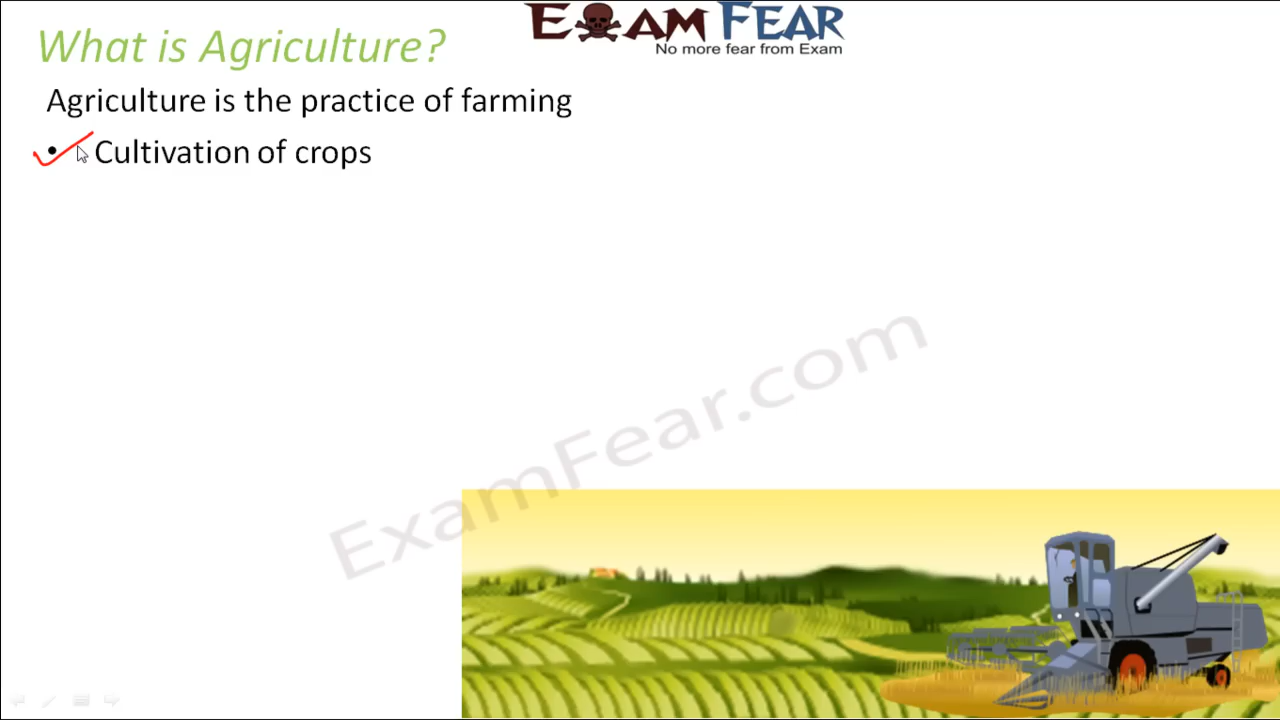 EXAM FEAR
What is Agriculture?
No more fear from Exam
Agriculture is the practice of farming
• Cultivation of crops
ExamFear.com